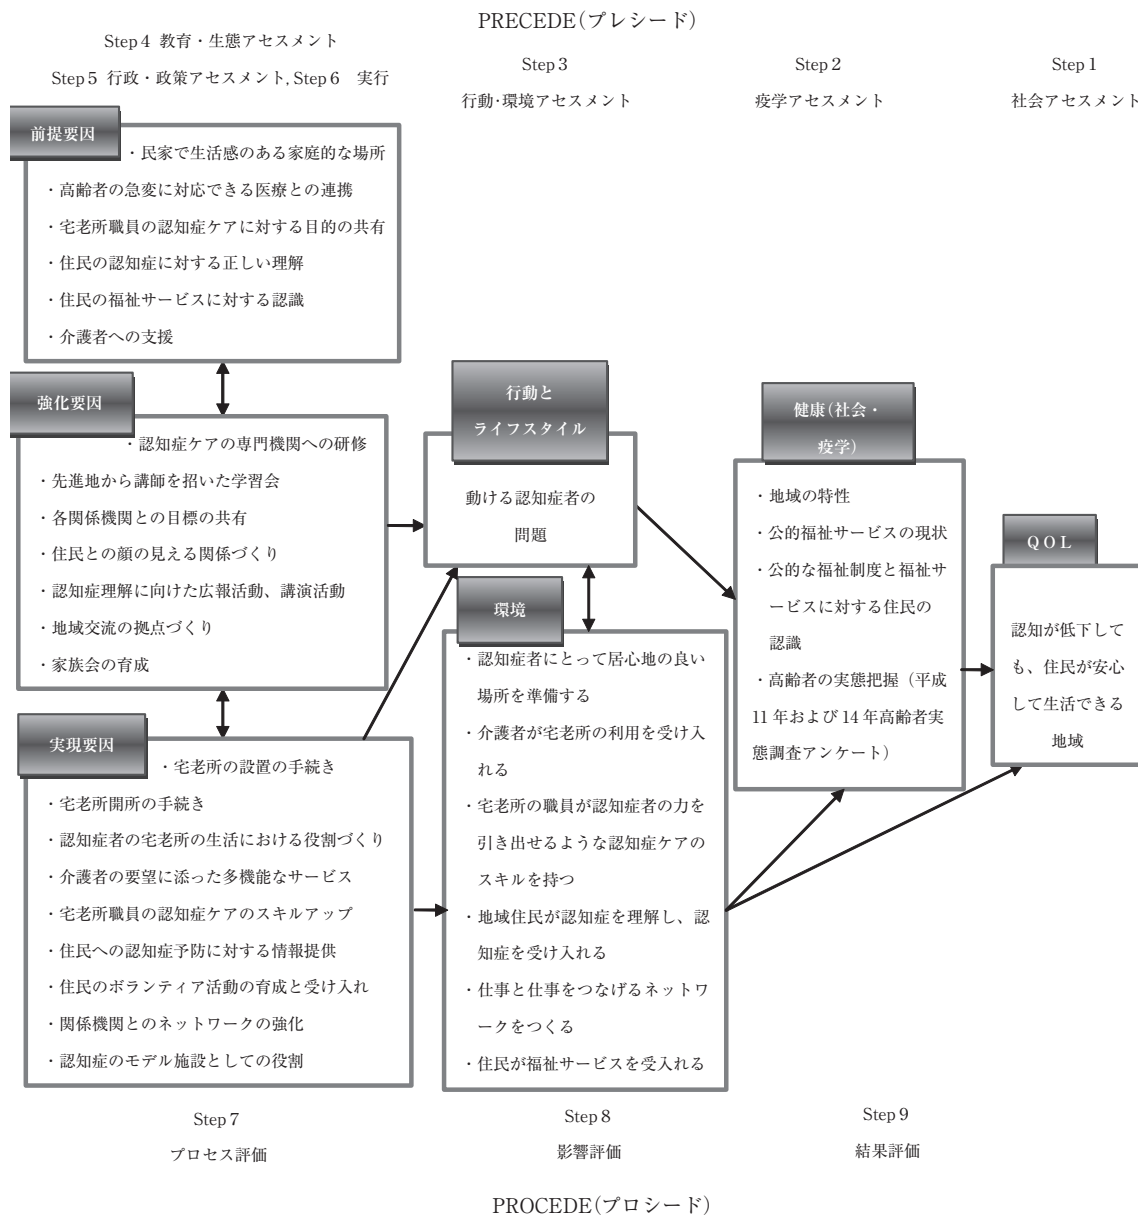 PRECEDE(プレシード)
Step 4 教育・生態アセスメント
Step 5 行政・政策アセスメント, Step 6　実行
Step 3
行動・環境アセスメント
Step 2
疫学アセスメント
Step 1
社会アセスメント
前提要因
・民家で生活感のある家庭的な場所
・高齢者の急変に対応できる医療との連携
・宅老所職員の認知症ケアに対する目的の共有
・住民の認知症に対する正しい理解
・住民の福祉サービスに対する認識
・介護者への支援
強化要因
・認知症ケアの専門機関への研修
・先進地から講師を招いた学習会
・各関係機関との目標の共有
・住民との顔の見える関係づくり
・認知症理解に向けた広報活動、講演活動
・地域交流の拠点づくり
・家族会の育成
実現要因
・宅老所の設置の手続き
・宅老所開所の手続き
・認知症者の宅老所の生活における役割づくり
・介護者の要望に添った多機能なサービス
・宅老所職員の認知症ケアのスキルアップ
・住民への認知症予防に対する情報提供
・住民のボランティア活動の育成と受け入れ
・関係機関とのネットワークの強化
・認知症のモデル施設としての役割
行動と
ライフスタイル
動ける認知症者の
問題
環境
・認知症者にとって居心地の良い
場所を準備する
・介護者が宅老所の利用を受け入
れる
・宅老所の職員が認知症者の力を
引き出せるような認知症ケアの
スキルを持つ
・地域住民が認知症を理解し、認
知症を受け入れる
・仕事と仕事をつなげるネットワ
ークをつくる
・住民が福祉サービスを受入れる
健康(社会・
疫学)
・地域の特性
・公的福祉サービスの現状
・公的な福祉制度と福祉サ
ービスに対する住民の
認識
・高齢者の実態把握（平成
11 年および 14 年高齢者実
態調査アンケート）
QOL
認知が低下して
も、住民が安心
して生活できる
地域
Step 7
プロセス評価
Step 8
影響評価
Step 9
結果評価
PROCEDE(プロシード)